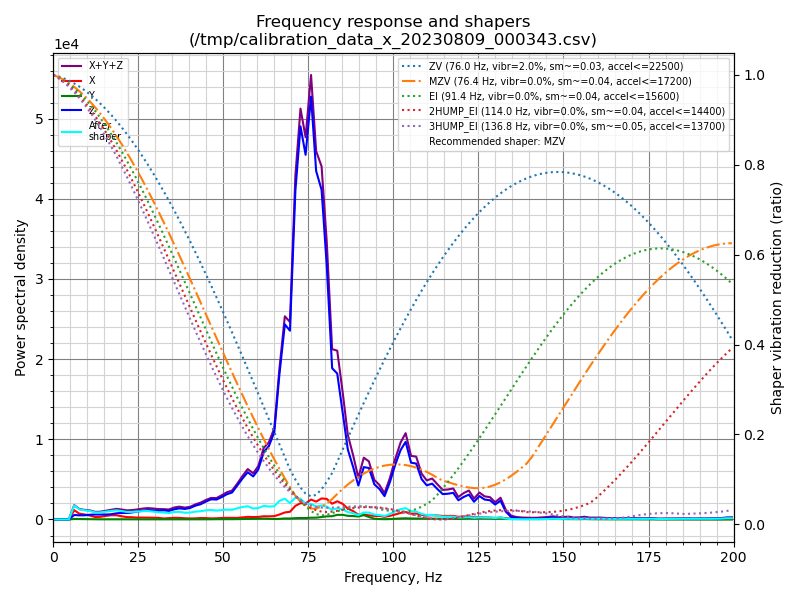 Frequency response and shapers
(/tmp/calibration_data_x_20230809_000343.csv)
1e4
X+Y+Z
X
Y
Z
After
shaper
ZV (76.0 Hz, vibr=2.0%, sm~=0.03, accel<=22500)
MZV (76.4 Hz, vibr=0.0%, sm~=0.04, accel<=17200)
EI (91.4 Hz, vibr=0.0%, sm~=0.04, accel<=15600)
2HUMP_EI (114.0 Hz, vibr=0.0%, sm~=0.04, accel<=14400)
3HUMP_EI (136.8 Hz, vibr=0.0%, sm~=0.05, accel<=13700)
Recommended shaper: MZV
5
4
3
2
1
0
Power spectral density
1.0
0.8
0.6
0.4
0.2
0.0
Shaper vibration reduction (ratio)
0 25 50 75 100 125 150 175 200
Frequency, Hz